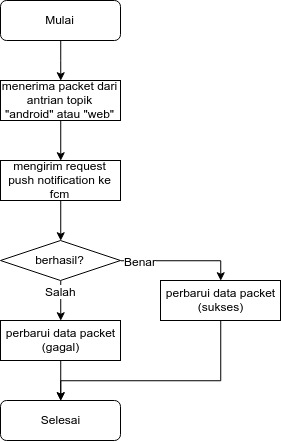 Mulai
menerima packet dari
antrian topik
"android" atau "web"
mengirim request
push notification ke
fcm
berhasil?
Benar
Salah
perbarui data packet
(sukses)
perbarui data packet
(gagal)
Selesai